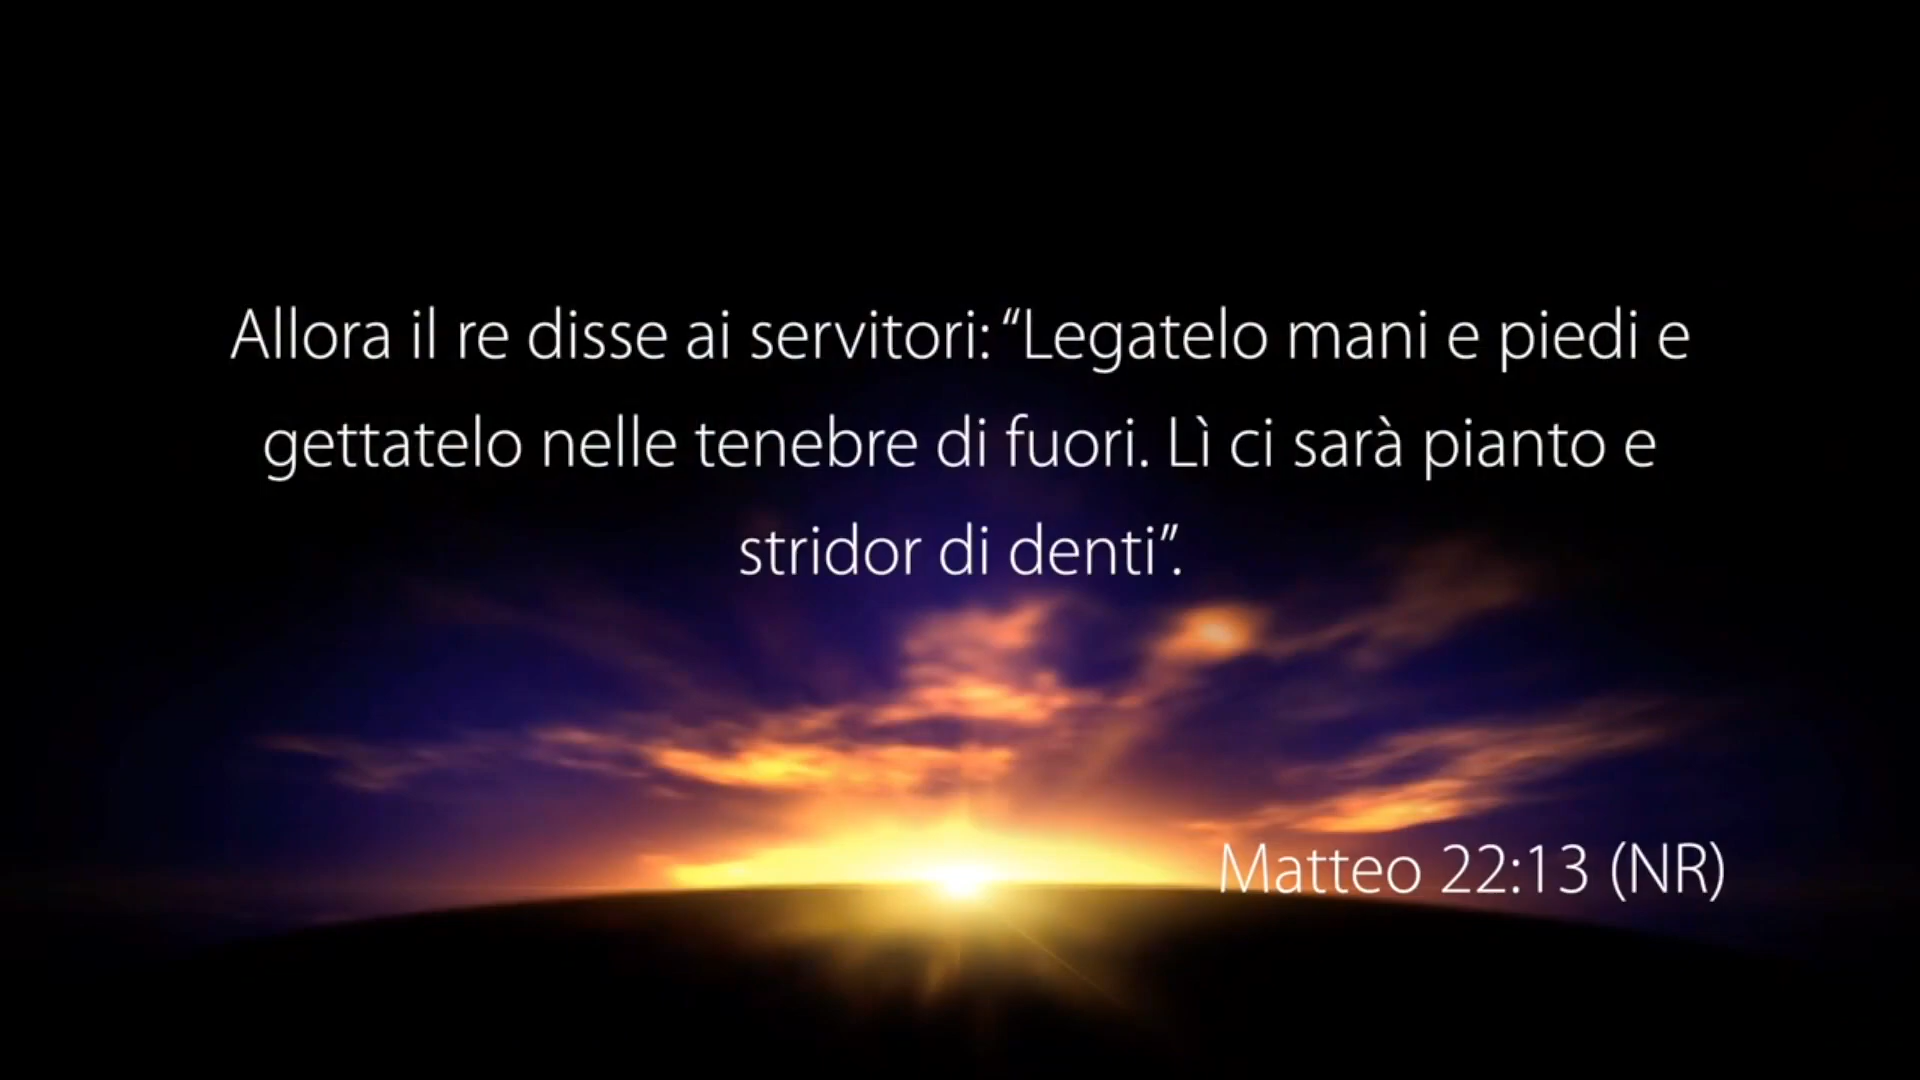 Allora il re disse ai servitori: “Legatelo mani e piedi e
gettatelo nelle tenebre di fuori. Lì ci sarà pianto e
stridor di denti”.
Matteo 22:13 (NR)